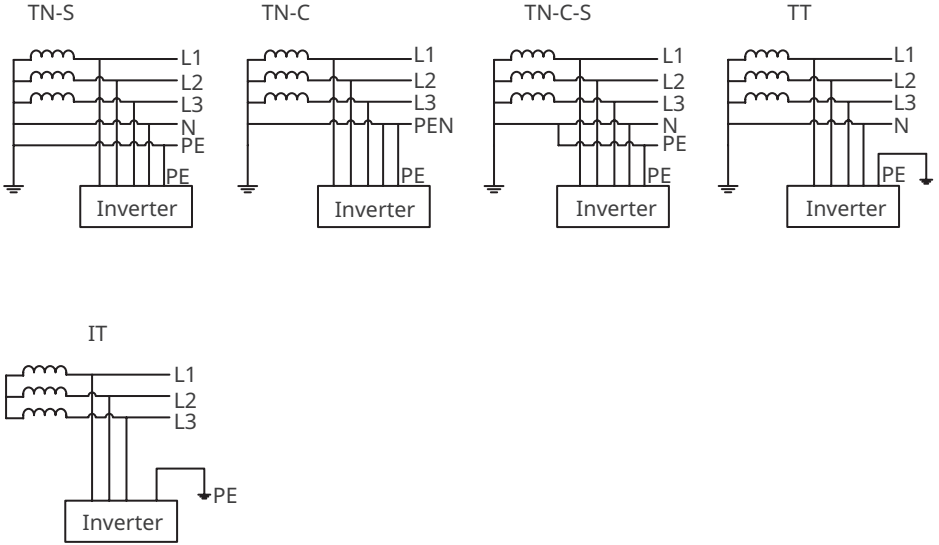 TN-S
L1
L2
L3
N
PE
PE
Inverter
TN-C
L1
L2
L3
PEN
PE
Inverter
TN-C-S
L1
L2
L3
N
PE
PE
Inverter
TT
L1
L2
L3
N
PE
Inverter
IT
L1
L2
L3
PE
Inverter